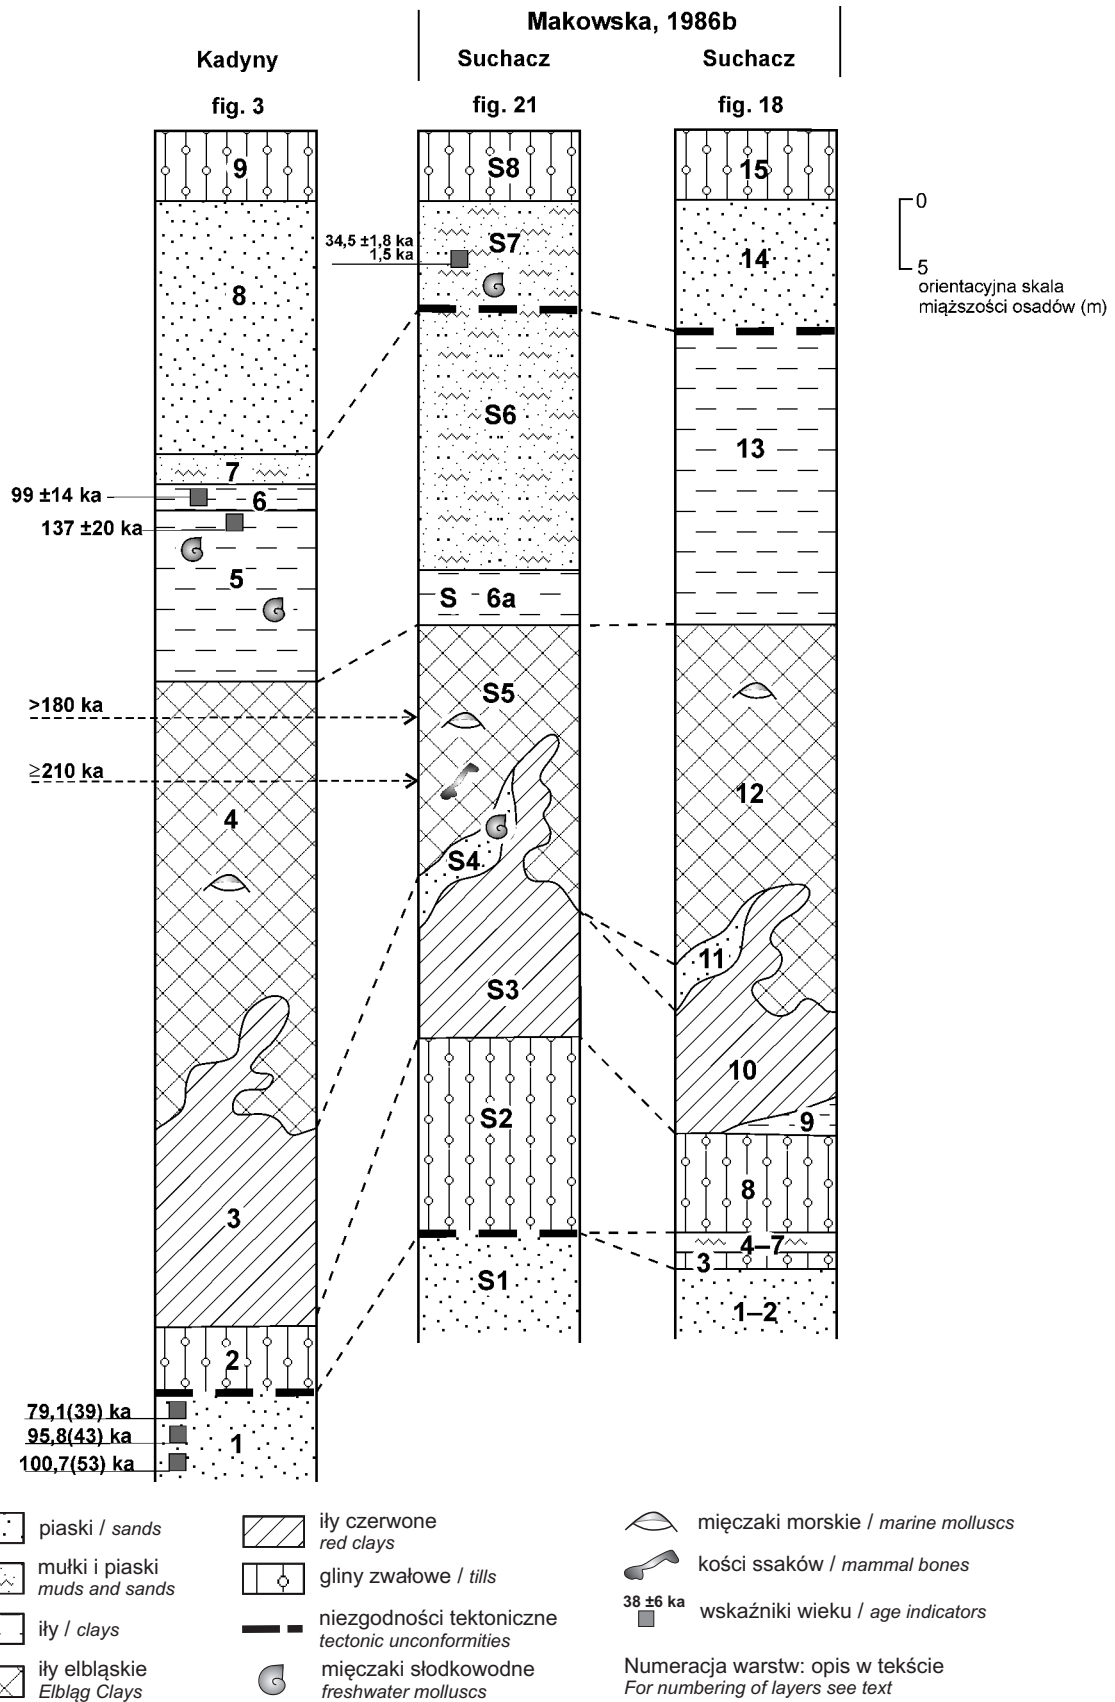 Makowska, 1986b
Kadyny
Suchacz
Suchacz
fig. 3
fig. 21
fig. 18
9
S8
15
0
5
orientacyjna skala
miąższości osadów (m)
34,5 ±1,8 ka
1,5 ka
S7
14
8
S6
13
7
99 ±14 ka
6
137 ±20 ka
5
S 6a
>180 ka
S5
≥210 ka
12
4
S4
11
S3
10
9
S2
8
3
4–7
3
S1
1–2
2
79,1(39) ka
95,8(43) ka
1
100,7(53) ka
piaski / sands
mułki i piaski
muds and sands
iły / clays
iły elbląskie
Elbląg Clays
iły czerwone
red clays
gliny zwałowe / tills
niezgodności tektoniczne
tectonic unconformities
mięczaki słodkowodne
freshwater molluscs
mięczaki morskie / marine molluscs
kości ssaków / mammal bones
38 ±6 ka
wskaźniki wieku / age indicators
Numeracja warstw: opis w tekście
For numbering of layers see text